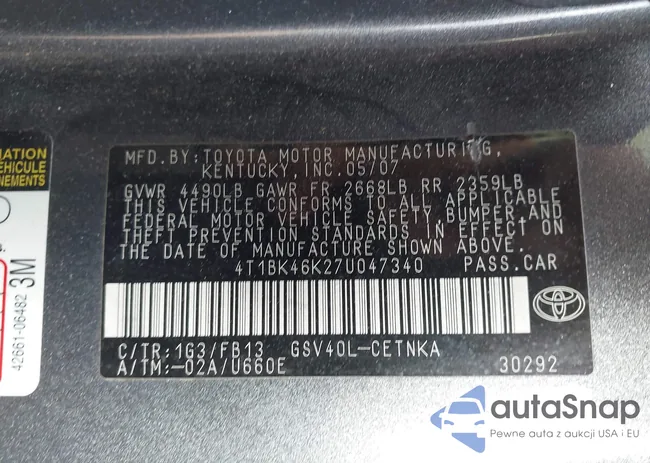 MATION
VEHICULE
NEMENTS
42661-06482
3M
MFD.BY:TOYOTA MOTOR MANUFACTURING,
KENTUCKY, INC.05/07
GVWR 4490LB GAWR FR 2668LB RR 2359LB
THIS VEHICLE CONFORMS TO ALL APPLICABLE
FEDERAL MOTOR VEHICLE SAFETY,BUMPER,AND
THEFT PREVENTION STANDARDS IN EFFECT ON
THE DATE OF MANUFACTURE SHOWN ABOVE.
4T1BK46K27U047340 PASS.CAR
C/TR:1G3/FB13 GSV40L-CETNKA
A/TM:-02A/U660E 30292
autaSnap
Pewne auta z aukcji USA i EU